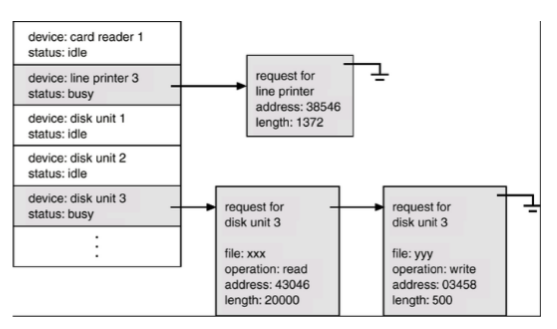 device: card reader 1
status: idle
device: line printer 3
status: busy
device: disk unit 1
status: idle
device: disk unit 2
status: idle
device: disk unit 3
status: busy
request for
line printer
address: 38546
length: 1372
request for
disk unit 3
file: xxx
operation: read
address: 43046
length: 20000
request for
disk unit 3
file: yyy
operation: write
address: 03458
length: 500